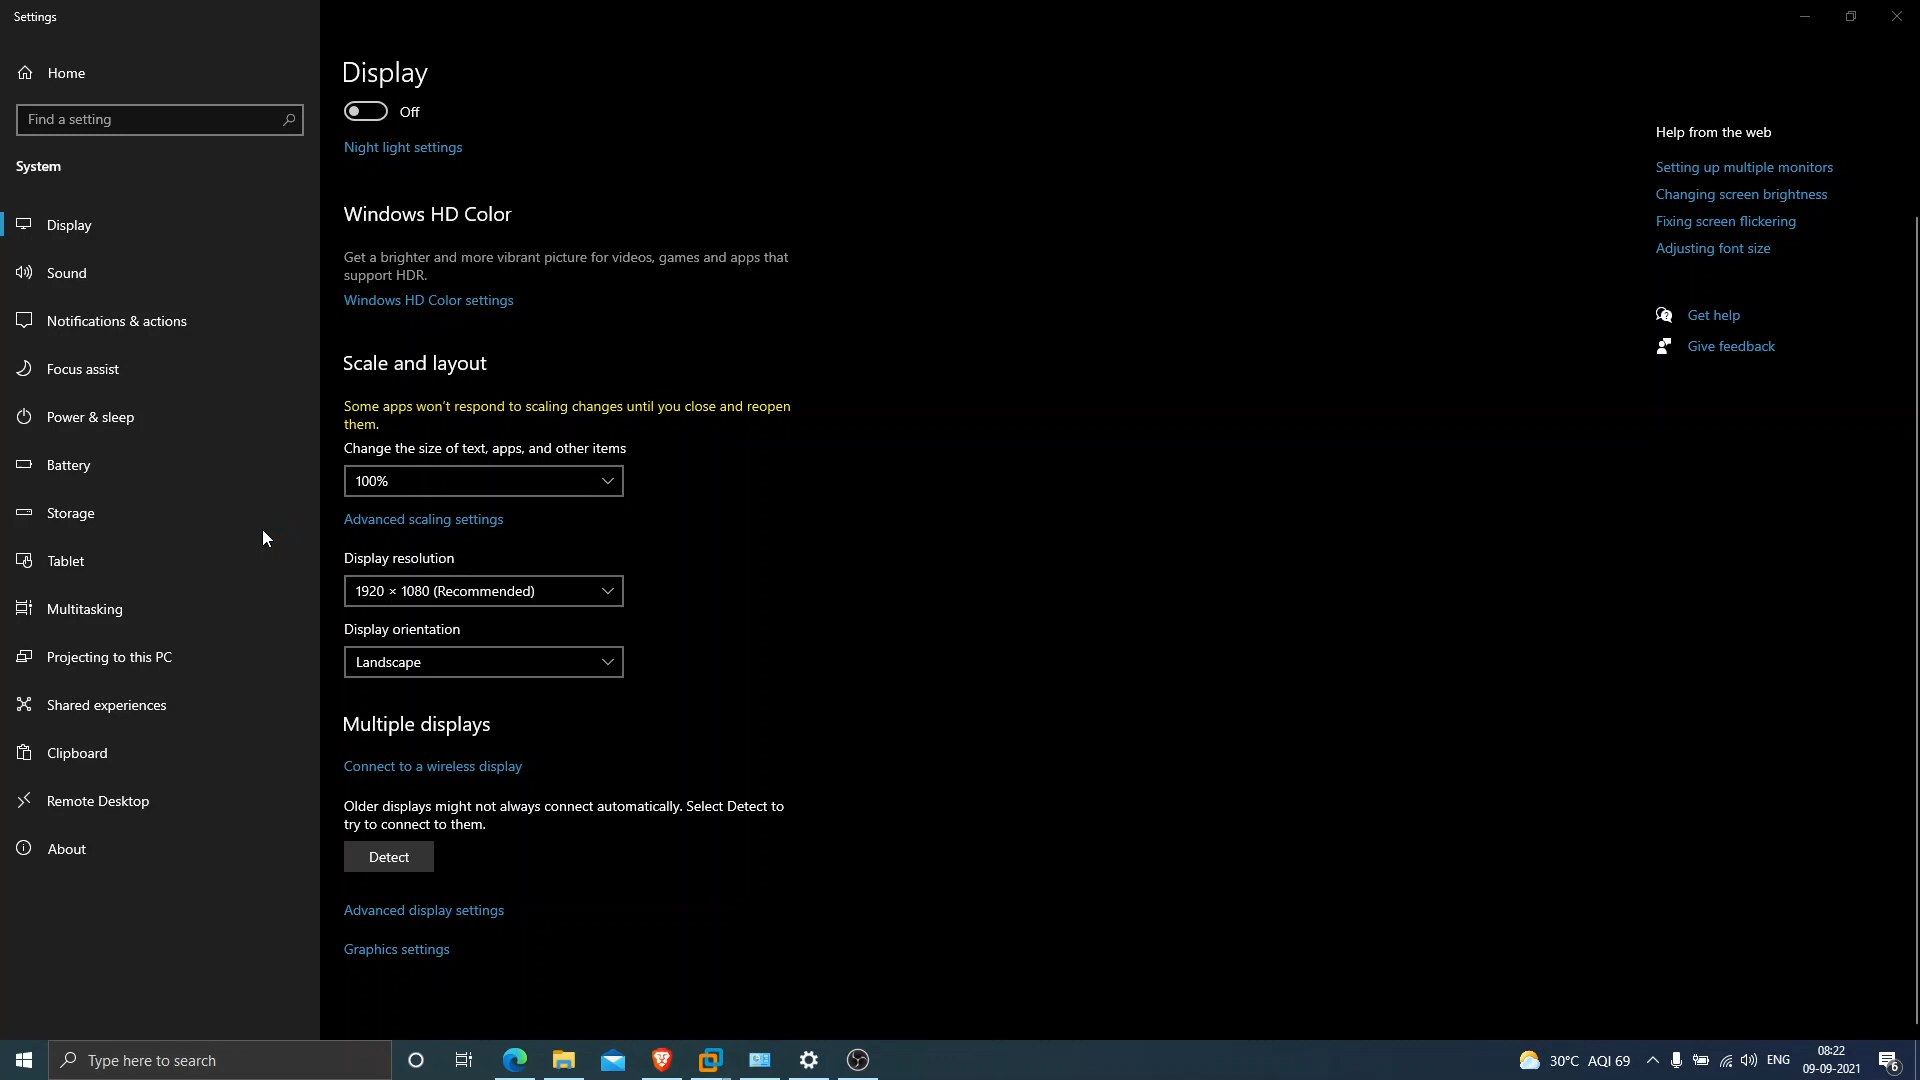 Settings
Home
Find a setting
System
Display
Sound
Notifications & actions
Focus assist
Power & sleep
Battery
Storage
Tablet
Multitasking
Projecting to this PC
Shared experiences
Clipboard
Remote Desktop
About
Display
Off
Night light settings
Windows HD Color
Get a brighter and more vibrant picture for videos, games and apps that
support HDR.
Windows HD Color settings
Scale and layout
Some apps won't respond to scaling changes until you close and reopen
them.
Change the size of text, apps, and other items
100%
Advanced scaling settings
Display resolution
1920 × 1080 (Recommended)
Display orientation
Landscape
Multiple displays
Connect to a wireless display
Older displays might not always connect automatically. Select Detect to
try to connect to them.
Detect
Advanced display settings
Graphics settings
Help from the web
Setting up multiple monitors
Changing screen brightness
Fixing screen flickering
Adjusting font size
Get help
Give feedback
Type here to search
30°C AQI 69
ENG
08:22
09-09-2021
6